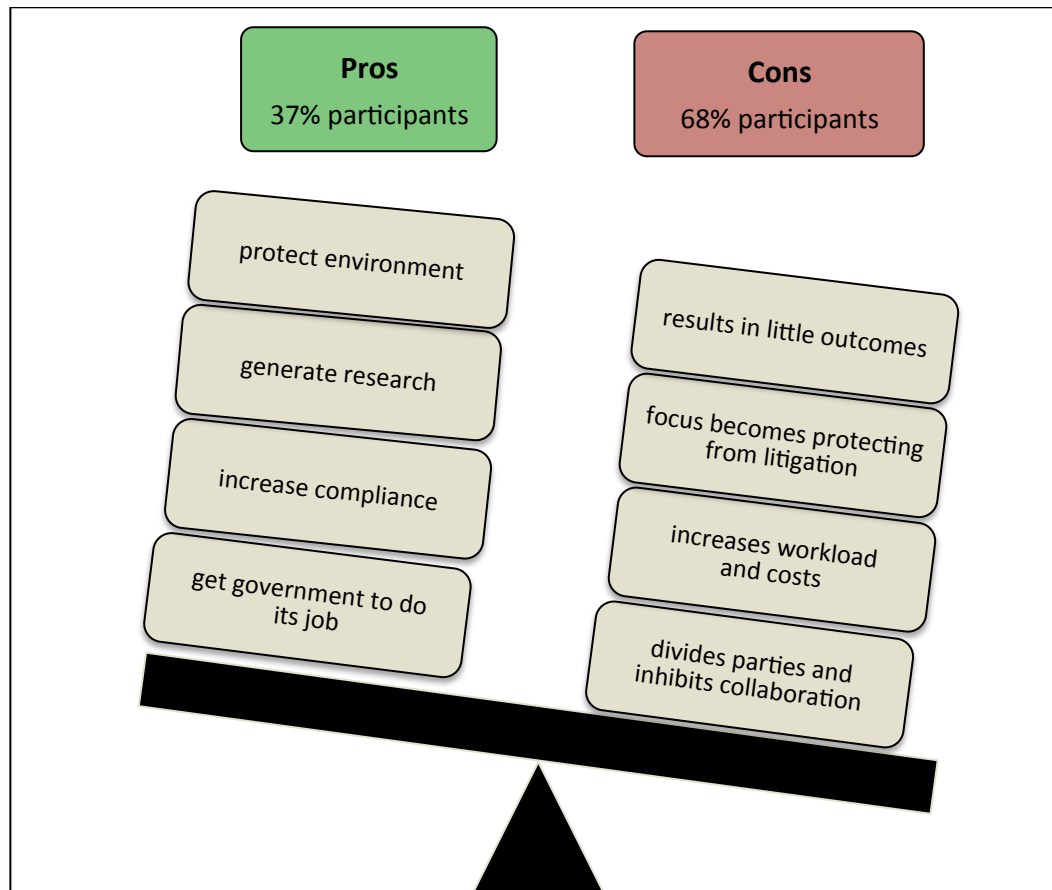 Pros
37% participants
Cons
68% participants
protect environment
generate research
increase compliance
get government to do
its job
results in little outcomes
focus becomes protecting
from litigation
increases workload
and costs
divides parties and
inhibits collaboration